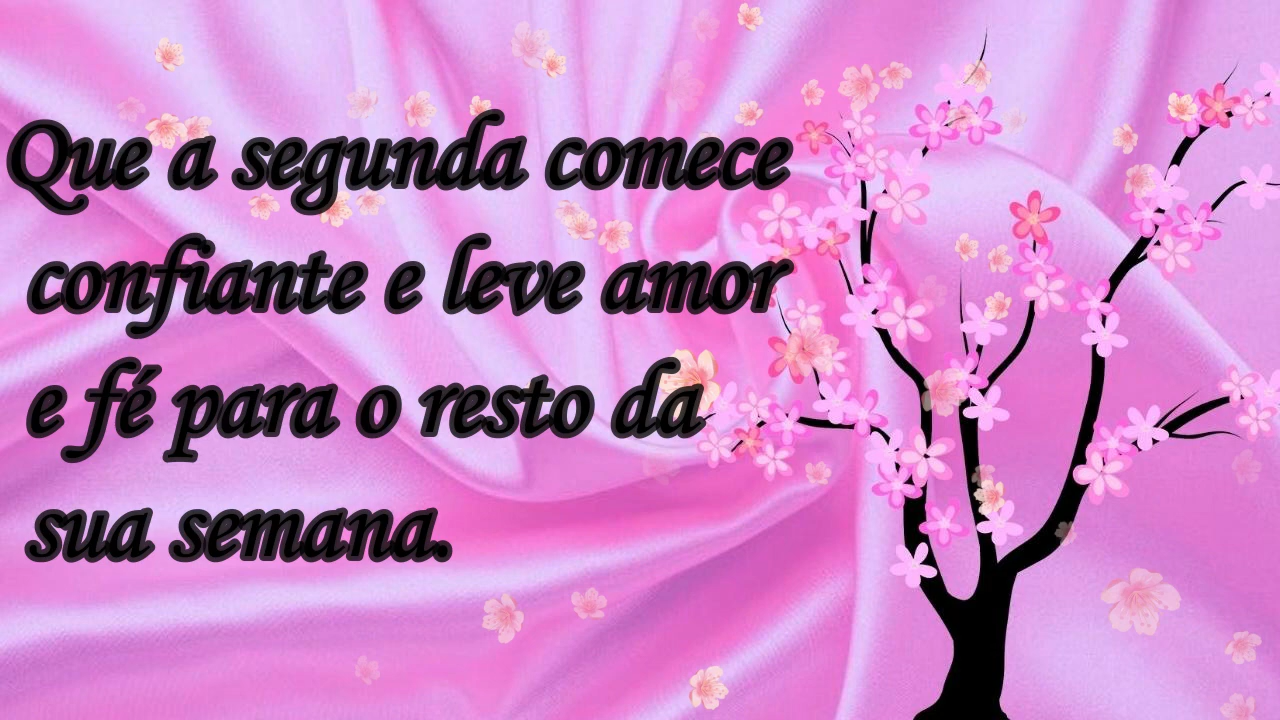 Que a segunda comece
confiante e leve amor
e fé para o resto da
sua semana.